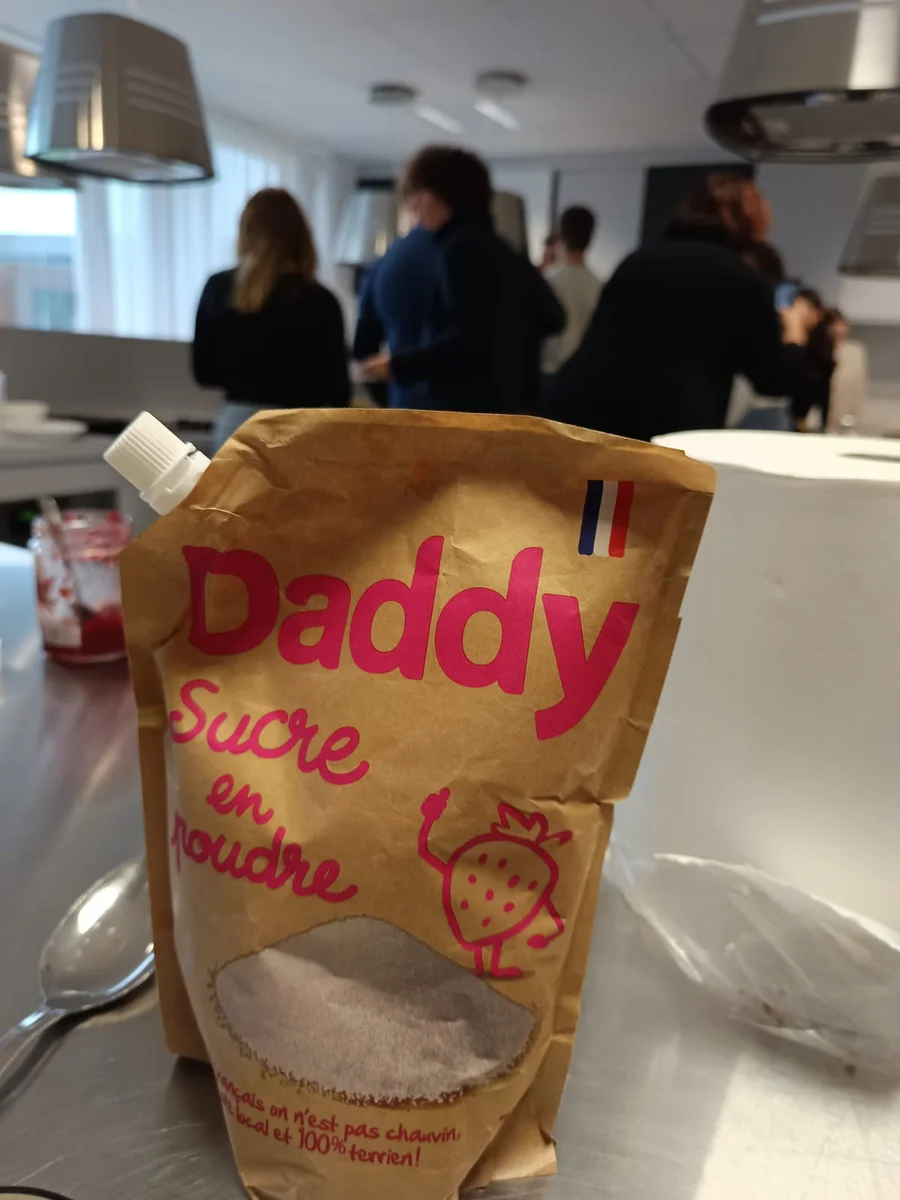 Daddy
Sucre
en
poudre
on n'est pas chauvin,
local et 100% terrien!